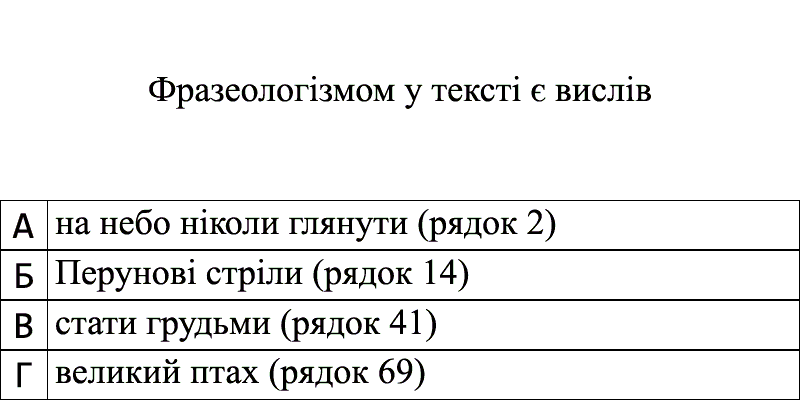 Фразеологізмом у тексті є вислів
А на небо ніколи глянути (рядок 2)
Б Перунові стріли (рядок 14)
В стати грудьми (рядок 41)
Г великий птах (рядок 69)